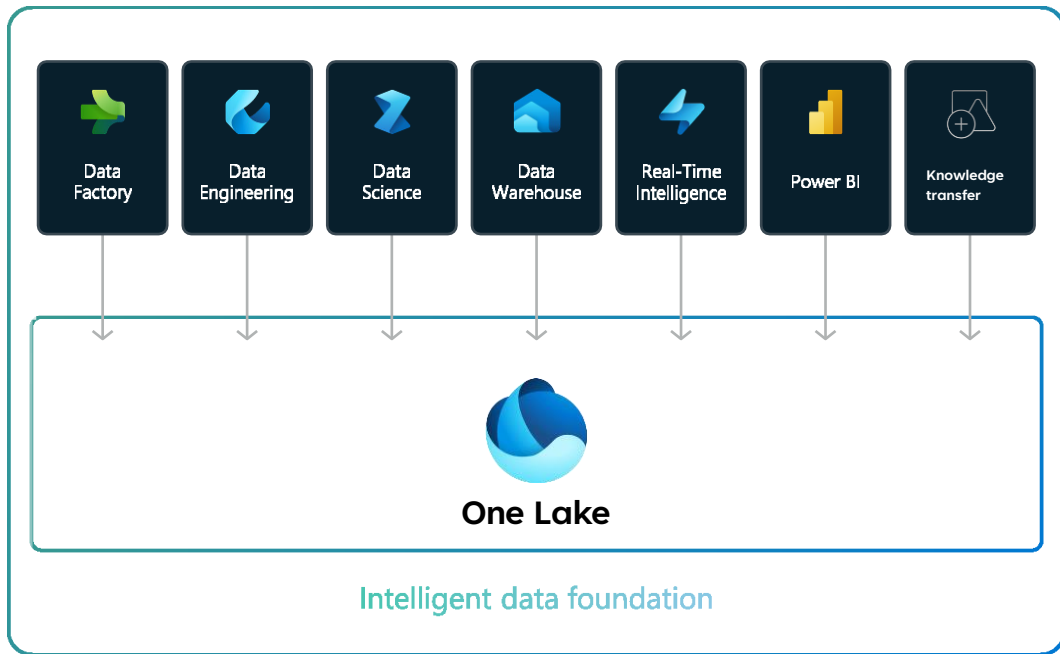 Data
Factory
Data
Engineering
Data
Science
Data
Warehouse
Real-Time
Intelligence
Power BI
Knowledge
transfer
One Lake
Intelligent data foundation